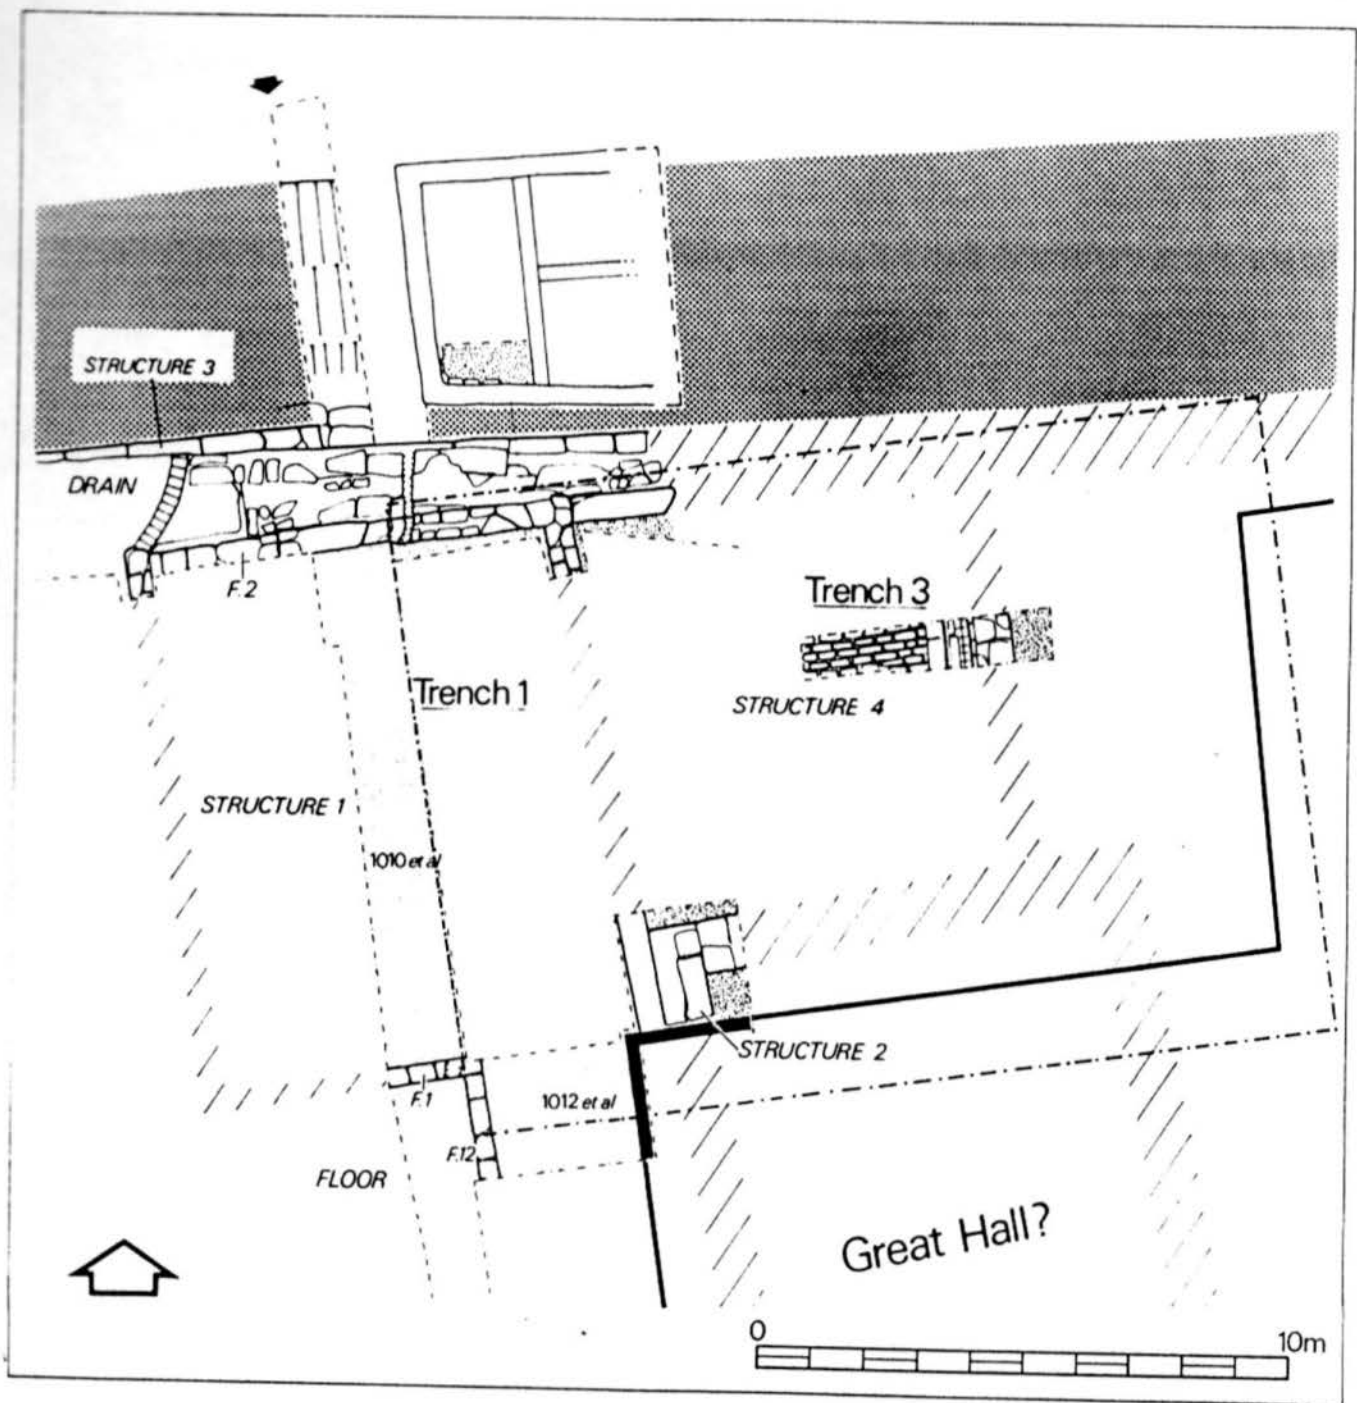 STRUCTURE 3
DRAIN
F.2
Trench 3
Trench 1
STRUCTURE 4
STRUCTURE 1
1010 et al
STRUCTURE 2
F.1
1012 et al
F.12
FLOOR
Great Hall?
0
10m